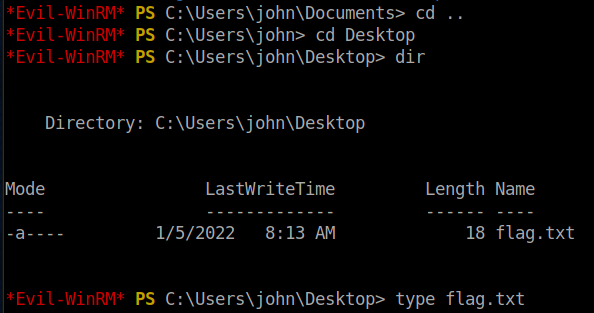 *Evil-WinRM* PS C:\Users\john\Documents> cd ..
*Evil-WinRM* PS C:\Users\john> cd Desktop
*Evil-WinRM* PS C:\Users\john\Desktop> dir
Directory: C:\Users\john\Desktop
Mode                LastWriteTime         Length Name
----                -------------         ------ ----
-a----         1/5/2022   8:13 AM             18 flag.txt
*Evil-WinRM* PS C:\Users\john\Desktop> type flag.txt